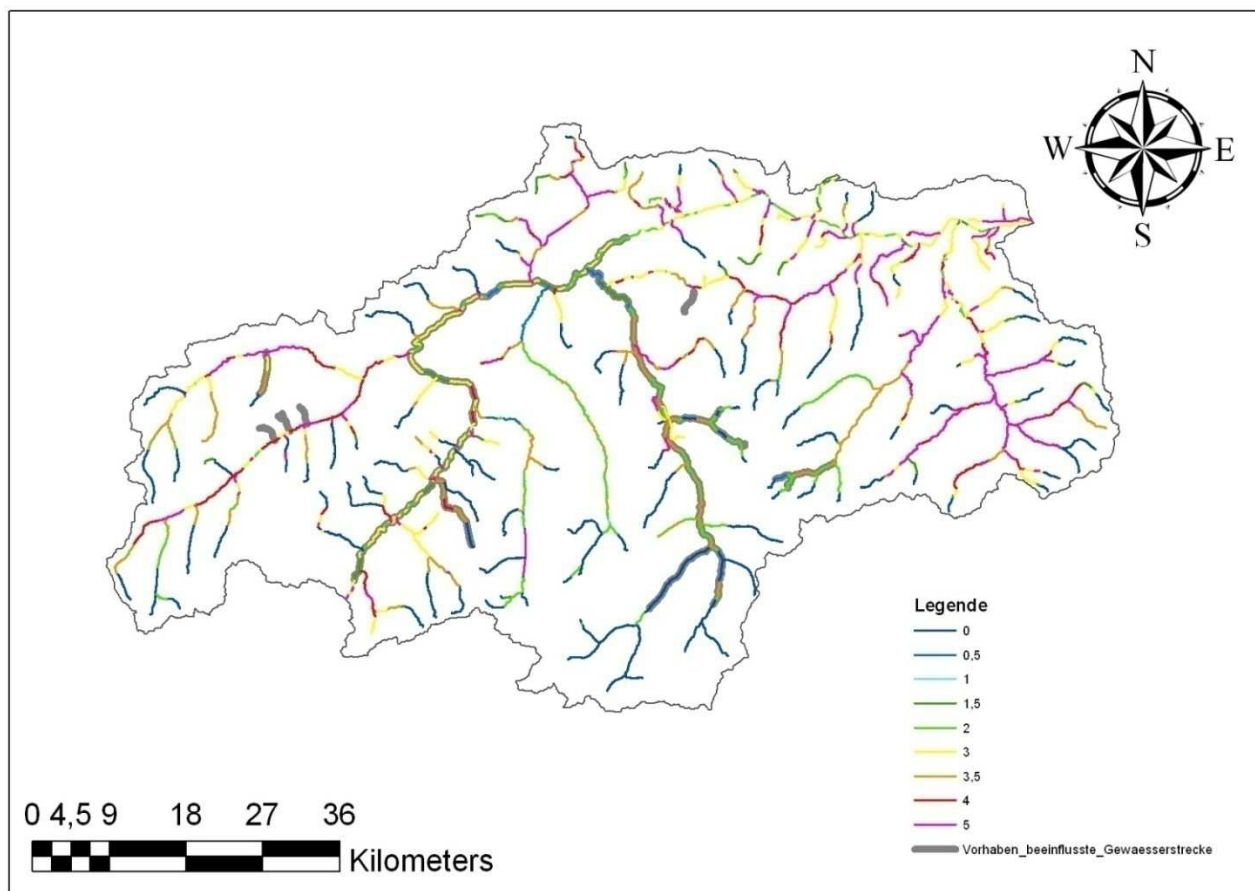 N
W E
S
Legende
0
0,5
1
1,5
2
3
3,5
4
5
Vorhaben_beeinflusste_Gewaesserstrecke
0 4,5 9 18 27 36
Kilometers